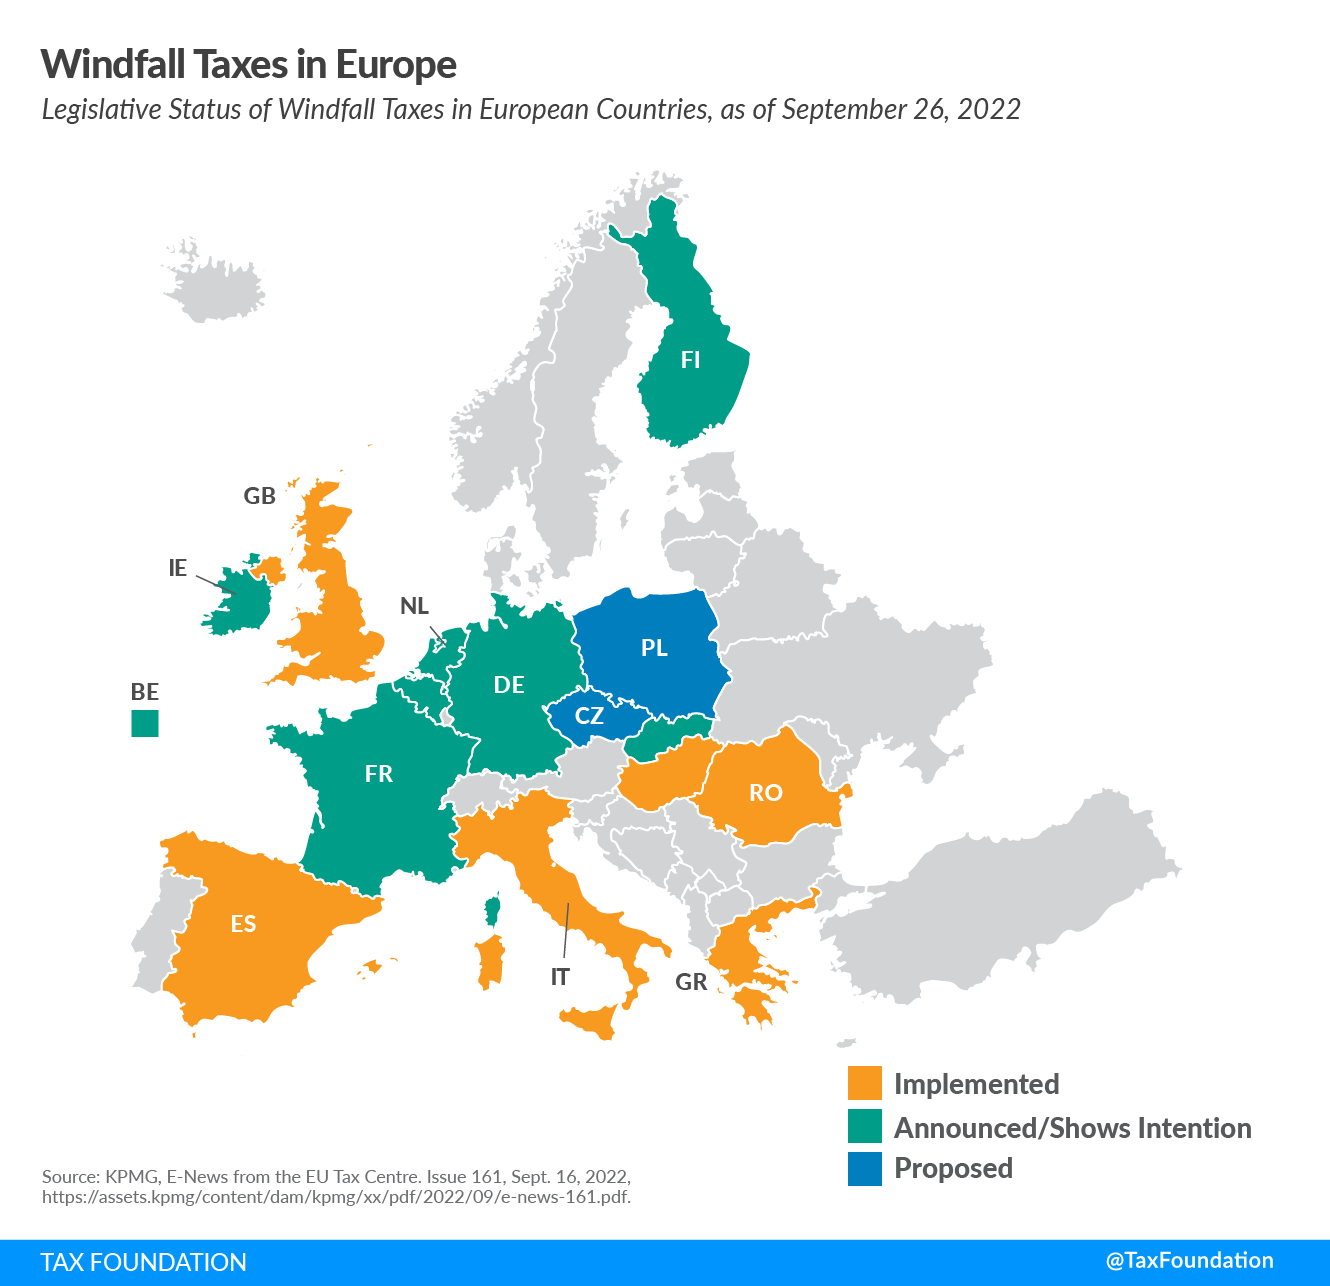 Windfall Taxes in Europe
Legislative Status of Windfall Taxes in European Countries, as of September 26, 2022
FI
GB
IE
NL
PL
DE
BE
CZ
FR
RO
ES
IT
GR
Implemented
Announced/Shows Intention
Proposed
Source: KPMG, E-News from the EU Tax Centre. Issue 161, Sept. 16, 2022,
https://assets.kpmg/content/dam/kpmg/xx/pdf/2022/09/e-news-161.pdf.
TAX FOUNDATION
@TaxFoundation